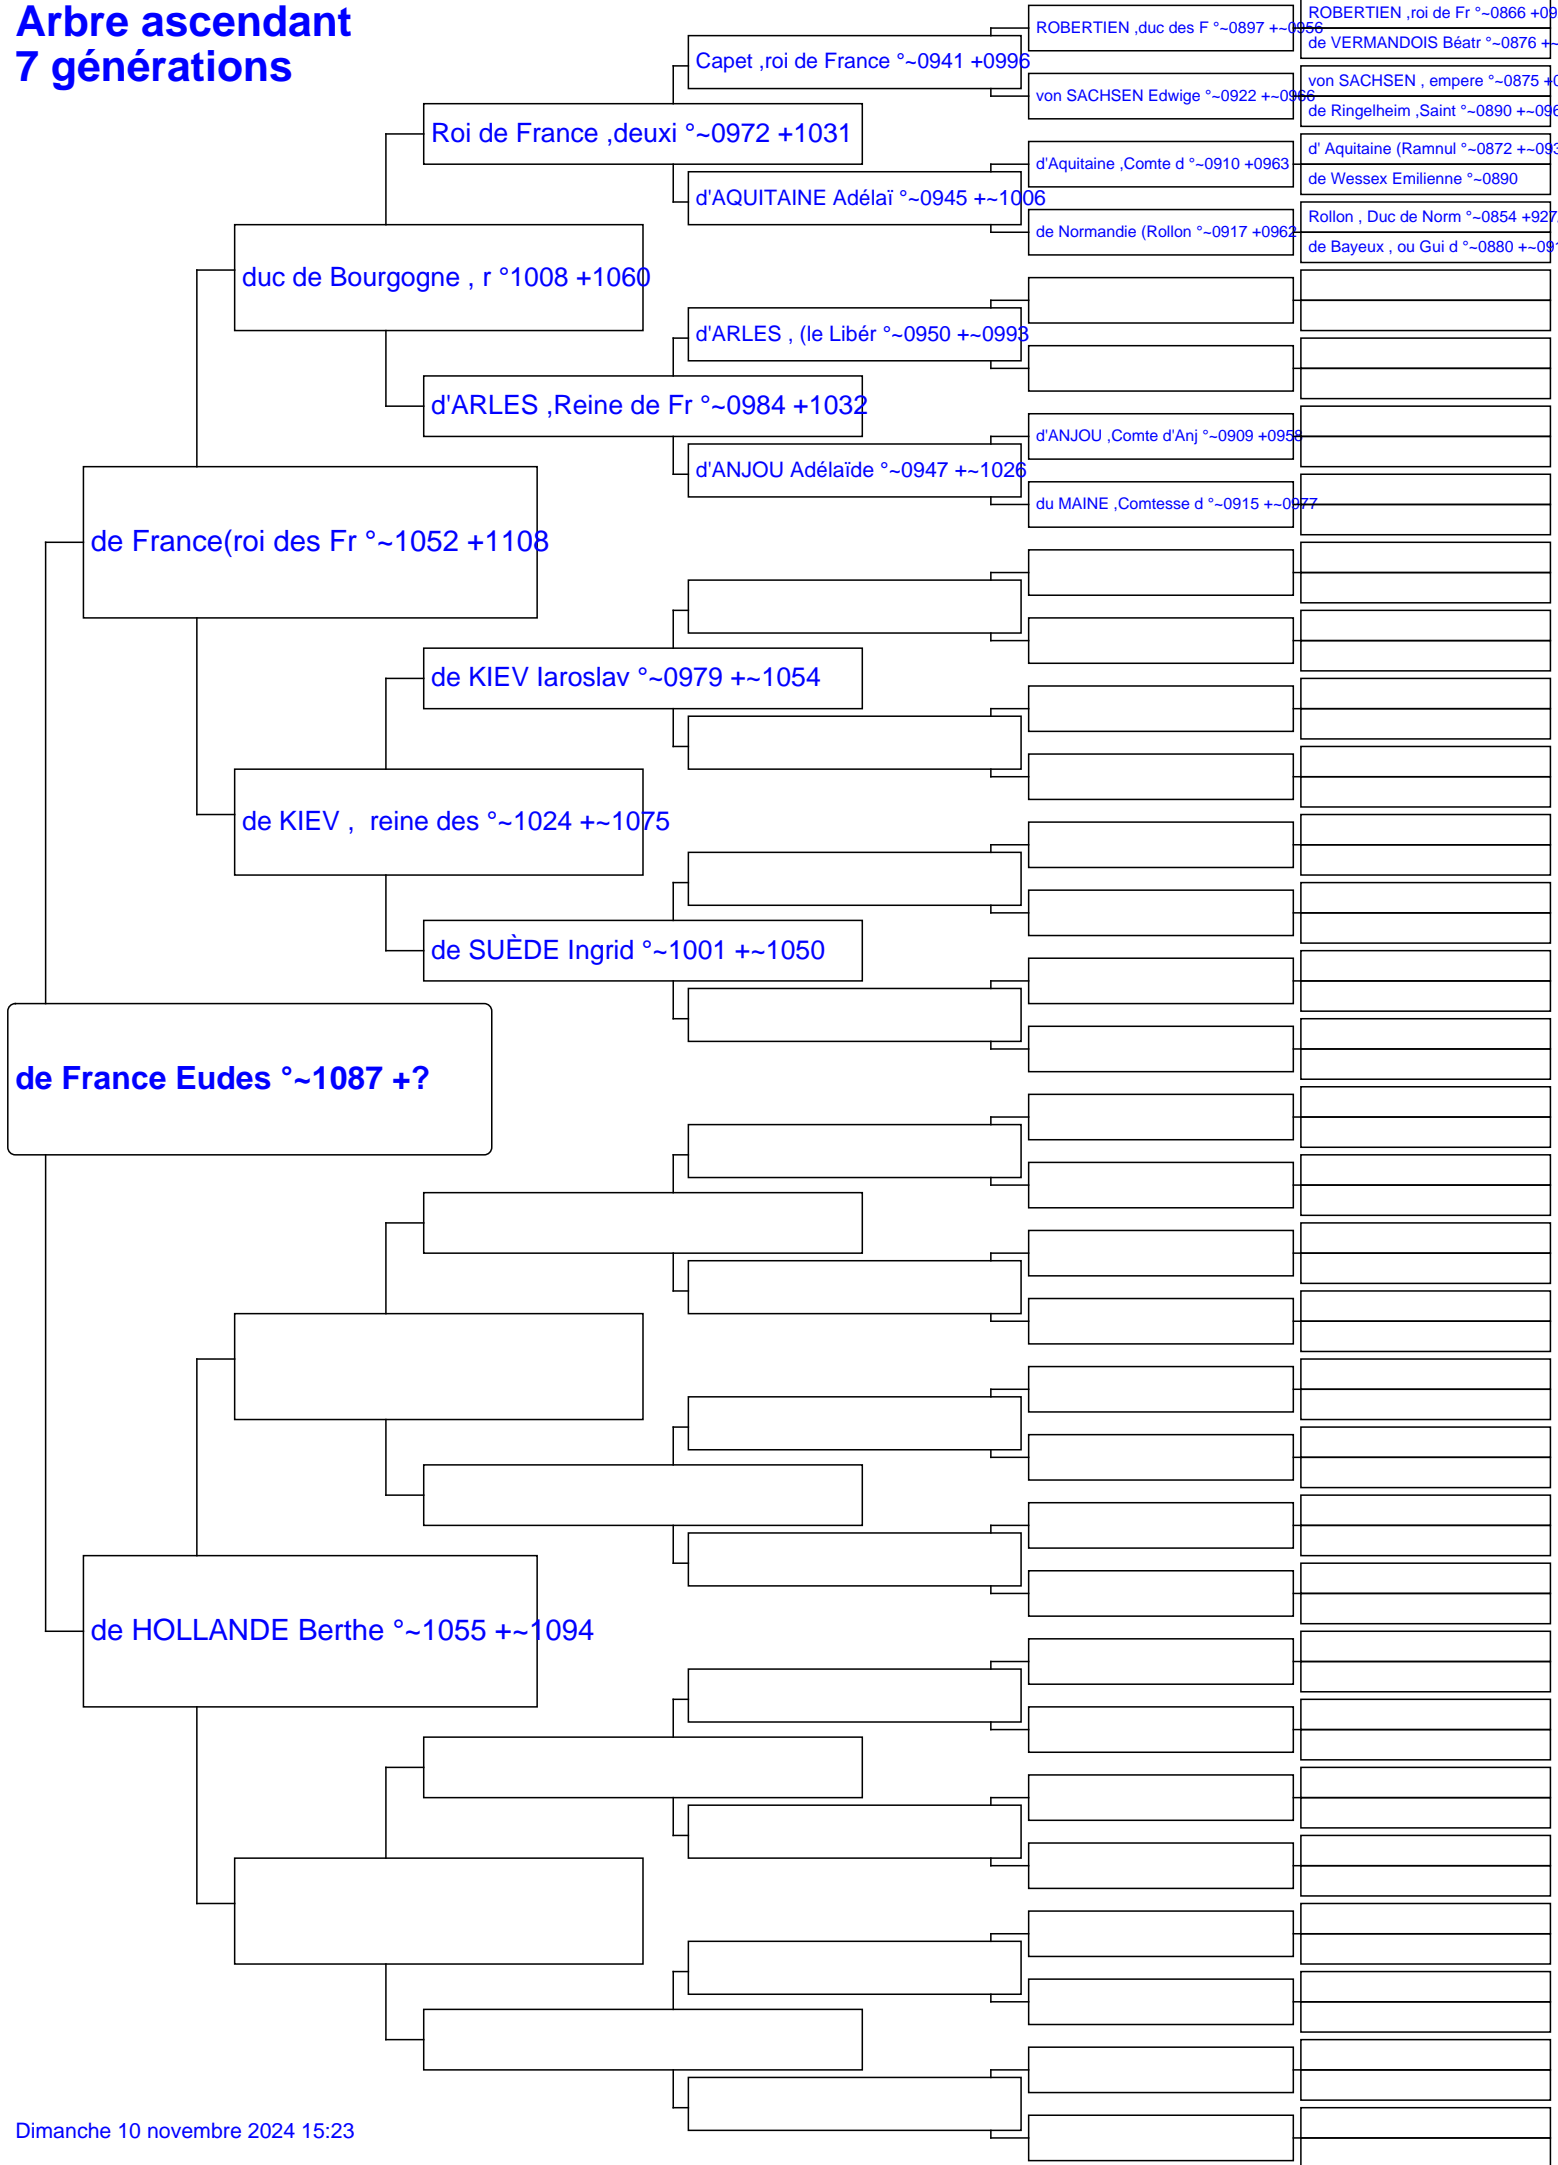 Arbre ascendant
7 générations
ROBERTIEN ,roi de Fr °~0866 +09
ROBERTIEN ,duc des F °~0897 +~0956
de VERMANDOIS Béatr °~0876 +~
Capet ,roi de France °~0941 +0996
von SACHSEN , empere °~0875 +0
von SACHSEN Edwige °~0922 +~0966
de Ringelheim ,Saint °~0890 +~096
Roi de France ,deuxi °~0972 +1031
d' Aquitaine (Ramnul °~0872 +~093
d'Aquitaine ,Comte d °~0910 +0963
de Wessex Emilienne °~0890
d'AQUITAINE Adélaï °~0945 +~1006
Rollon , Duc de Norm °~0854 +927
de Normandie (Rollon °~0917 +0962
de Bayeux , ou Gui d °~0880 +~091
duc de Bourgogne , r °1008 +1060
d'ARLES , (le Libér °~0950 +~0993
d'ARLES ,Reine de Fr °~0984 +1032
d'ANJOU ,Comte d'Anj °~0909 +0958
d'ANJOU Adélaïde °~0947 +~1026
du MAINE ,Comtesse d °~0915 +~0977
de France(roi des Fr °~1052 +1108
de KIEV Iaroslav °~0979 +~1054
de KIEV ,  reine des °~1024 +~1075
de SUÈDE Ingrid °~1001 +~1050
de France Eudes °~1087 +?
de HOLLANDE Berthe °~1055 +~1094
Dimanche 10 novembre 2024 15:23